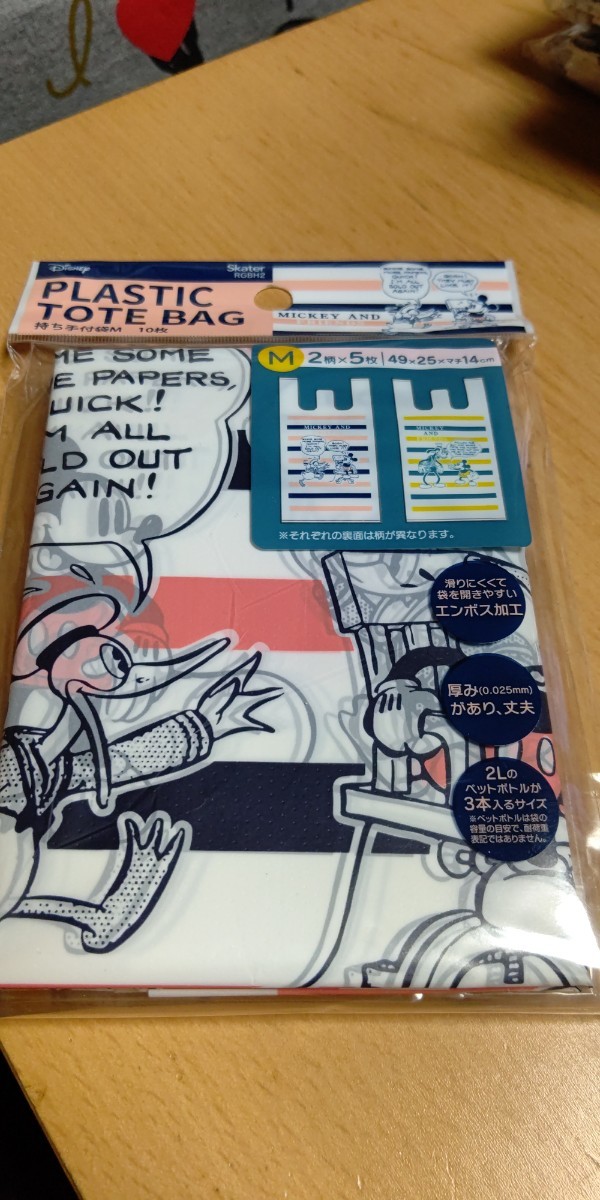 Disney
Skater
RGBH2
PLASTIC
TOTE BAG
持ち手付袋M 10枚
MICKEY AND
FRIENDS
ME SOME
E PAPERS,
UICK!
M ALL
LD OUT
GAIN!
M 2柄×5枚 49×25×マチ14cm
MICKEY AND
MICKEY
AND
※それぞれの裏面は柄が異なります。
滑りにくくて
袋を開きやすい
エンボス加工
厚み(0.025mm)
があり、丈夫
2Lの
ペットボトルが
3本入るサイズ
※ペットボトルは袋の
容量の目安で、耐荷重
表記ではありません。